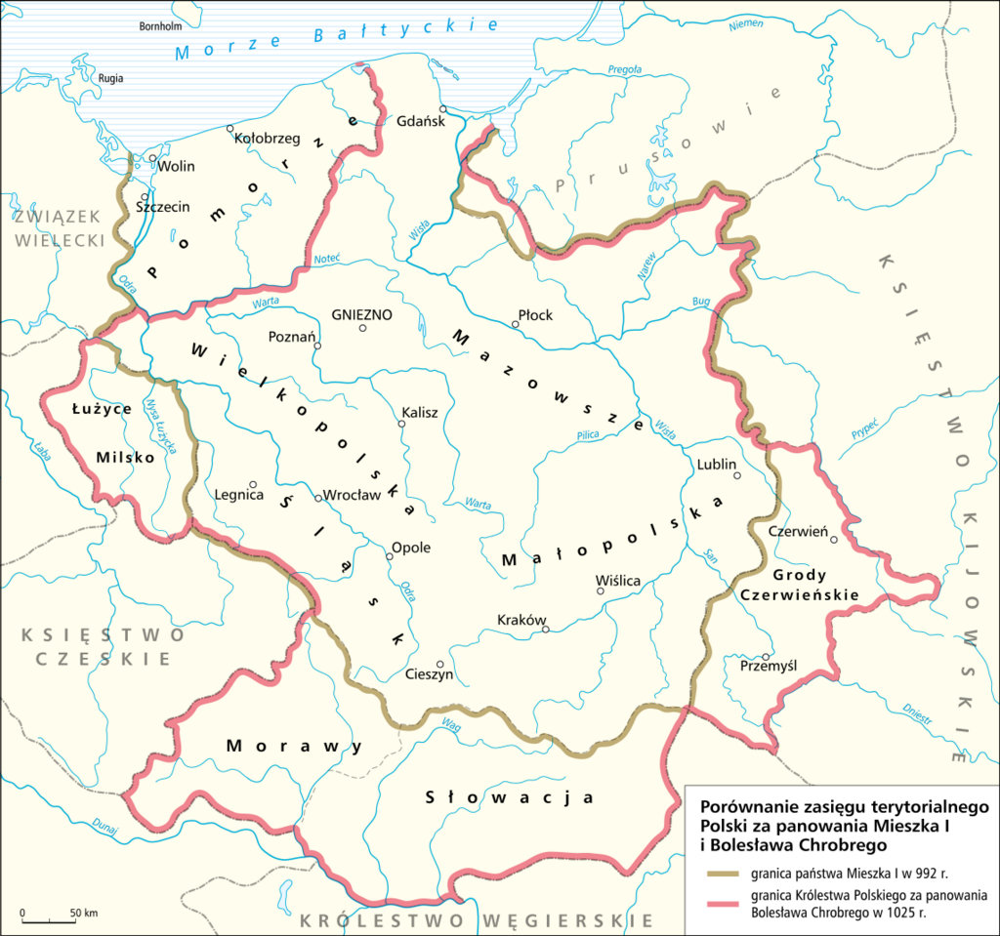 Bornholm
Morze Bałtyckie
Niemen
Rugia
Pregoła
Prusowie
Gdańsk
Kołobrzeg
Pomorze
Wolin
Szczecin
ZWIĄZEK
WIELECKI
Wisła
Odra
Noteć
Narew
KSIĘSTWO KIJOWSKIE
Warta
GNIEZNO
Płock
Bug
Poznań
Wielkopolska
Mazowsze
Łużyce
Nysa Łużycka
Kalisz
Prypeć
Łaba
Milsko
Pilica
Wisła
Lublin
Legnica
Śląsk
Wrocław
Warta
Małopolska
Czerwień
Opole
San
Odra
Wiślica
Grody
Czerwieńskie
KSIĘSTWO
CZESKIE
Kraków
Cieszyn
Przemyśl
Dniestr
Wag
Morawy
Słowacja
Dunaj
Porównanie zasięgu terytorialnego
Polski za panowania Mieszka I
i Bolesława Chrobrego
granica państwa Mieszka I w 992 r.
granica Królestwa Polskiego za panowania
Bolesława Chrobrego w 1025 r.
0 50 km
KRÓLESTWO WĘGIERSKIE